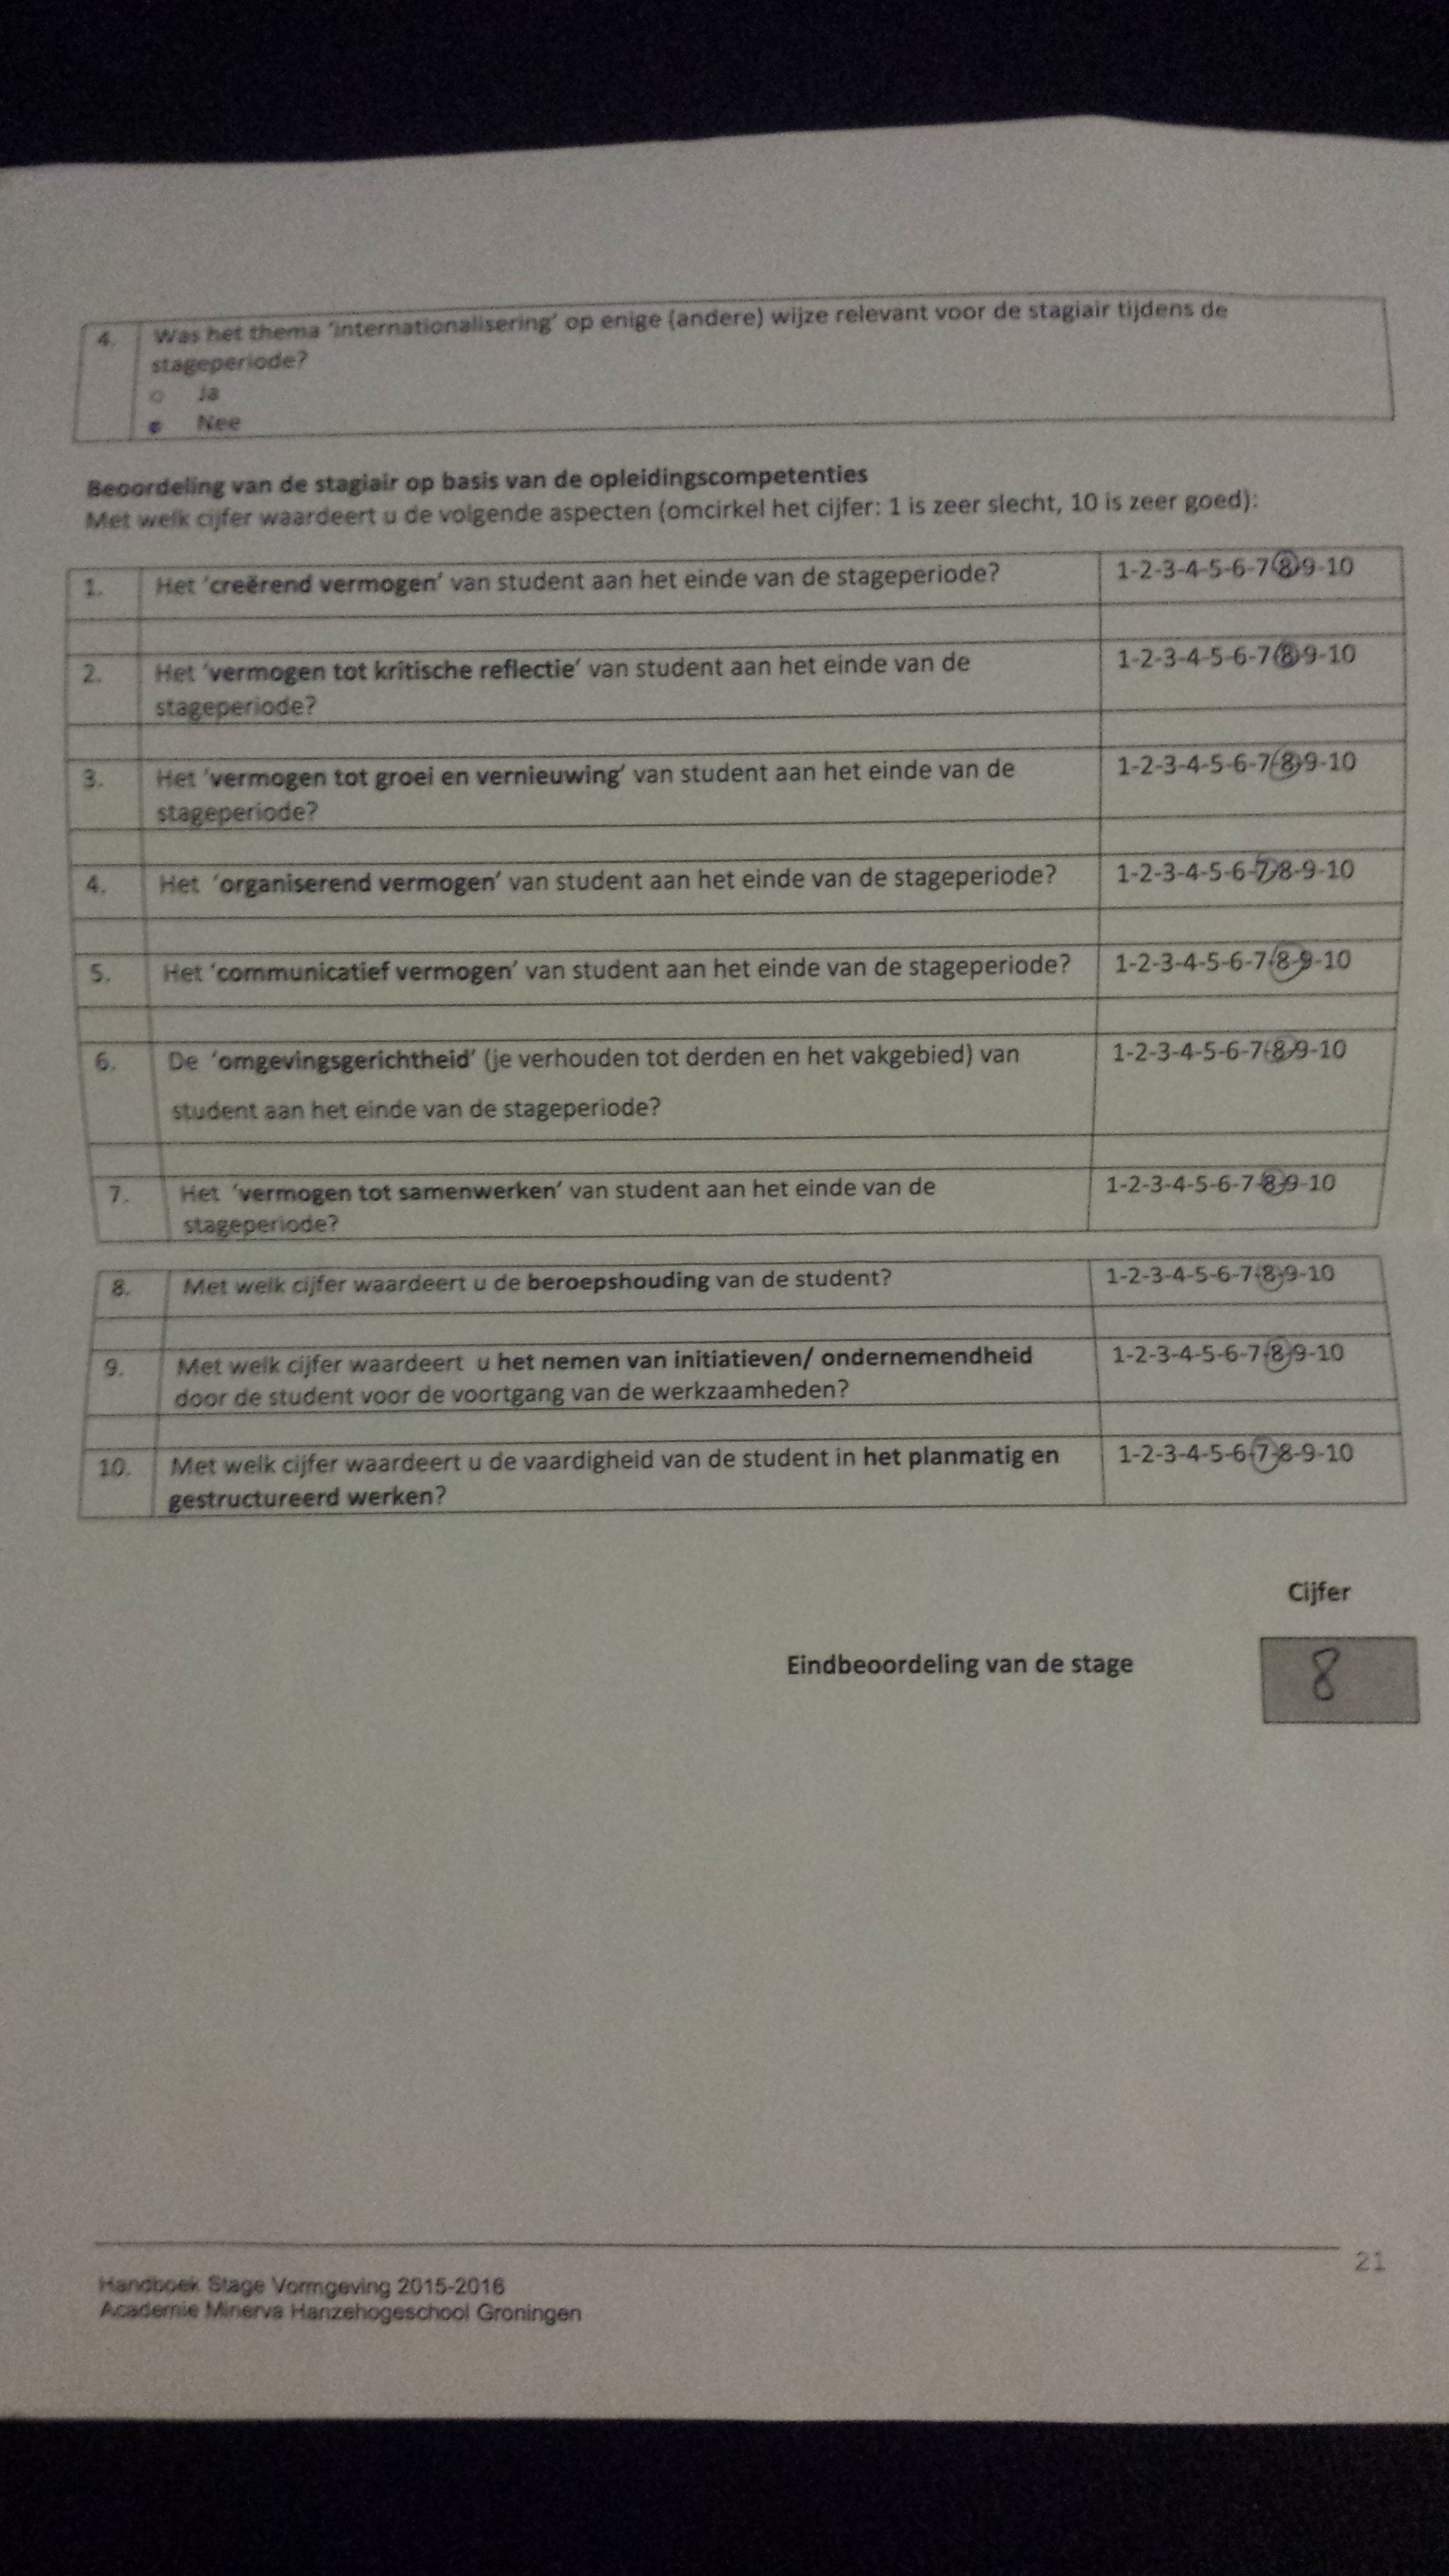 4. Was het thema 'internationalisering' op enige (andere) wijze relevant voor de stagiair tijdens de
stageperiode?
Ja
Nee
Beoordeling van de stagiair op basis van de opleidingscompetenties
Met welk cijfer waardeert u de volgende aspecten (omcirkel het cijfer: 1 is zeer slecht, 10 is zeer goed):
1. Het 'creërend vermogen' van student aan het einde van de stageperiode? 1-2-3-4-5-6-7-8-9-10
2. Het 'vermogen tot kritische reflectie' van student aan het einde van de 1-2-3-4-5-6-7-8-9-10
stageperiode?
3. Het 'vermogen tot groei en vernieuwing' van student aan het einde van de 1-2-3-4-5-6-7-8-9-10
stageperiode?
4. Het 'organiserend vermogen' van student aan het einde van de stageperiode? 1-2-3-4-5-6-7-8-9-10
5. Het 'communicatief vermogen' van student aan het einde van de stageperiode? 1-2-3-4-5-6-7-8-9-10
6. De 'omgevingsgerichtheid' (je verhouden tot derden en het vakgebied) van 1-2-3-4-5-6-7-8-9-10
student aan het einde van de stageperiode?
7. Het 'vermogen tot samenwerken' van student aan het einde van de 1-2-3-4-5-6-7-8-9-10
stageperiode?
8. Met welk cijfer waardeert u de beroepshouding van de student? 1-2-3-4-5-6-7-8-9-10
9. Met welk cijfer waardeert u het nemen van initiatieven/ ondernemendheid 1-2-3-4-5-6-7-8-9-10
door de student voor de voortgang van de werkzaamheden?
10. Met welk cijfer waardeert u de vaardigheid van de student in het planmatig en 1-2-3-4-5-6-7-8-9-10
gestructureerd werken?
Cijfer
Eindbeoordeling van de stage 8
21
Handboek Stage Vormgeving 2015-2016
Academie Minerva Hanzehogeschool Groningen